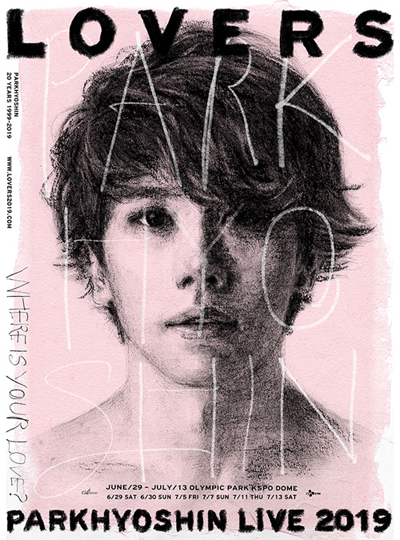 LOVERS
PARK
HYO
SHIN
PARKHYOSHIN
20 YEARS 1999-2019
WWW.LOVERS2019.COM
WHERE IS YOUR LOVE?
JUNE/29 - JULY/13 OLYMPIC PARK KSPO DOME
6/29 SAT 6/30 SUN 7/5 FRI 7/7 SUN 7/11 THU 7/13 SAT
PARKHYOSHIN LIVE 2019